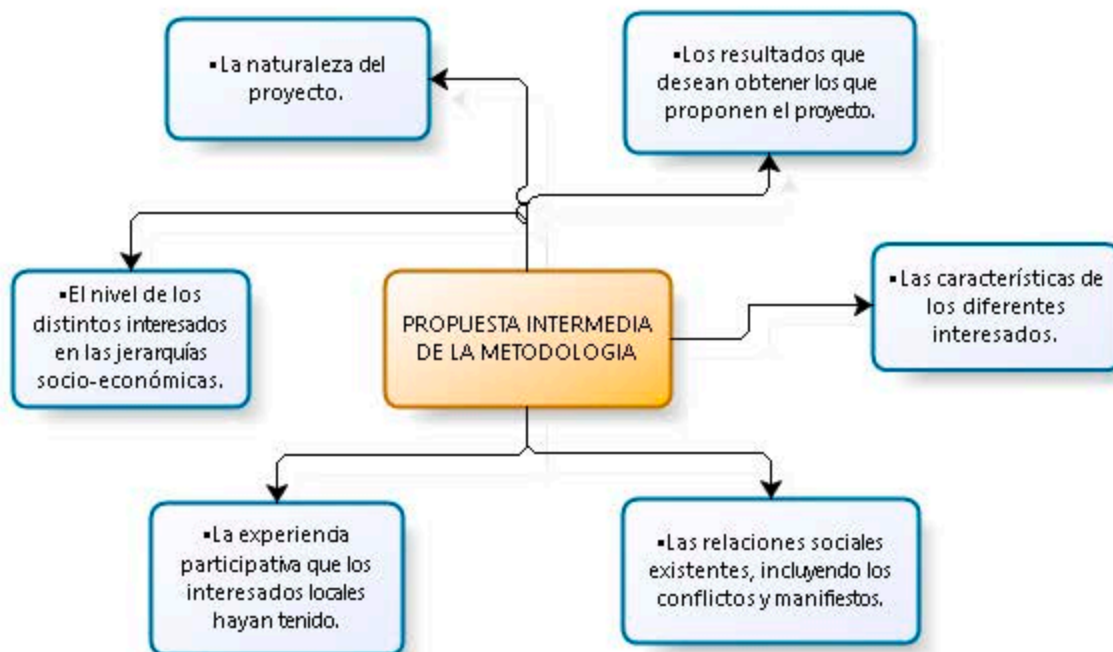 ▪La naturaleza del
proyecto.
▪Los resultados que
desean obtener los que
proponen el proyecto.
▪El nivel de los
distintos interesados
en las jerarquías
socio-económicas.
PROPUESTA INTERMEDIA
DE LA METODOLOGIA
▪Las características de
los diferentes
interesados.
▪La experiencia
participativa que los
interesados locales
hayan tenido.
▪Las relaciones sociales
existentes, incluyendo los
conflictos y manifiestos.